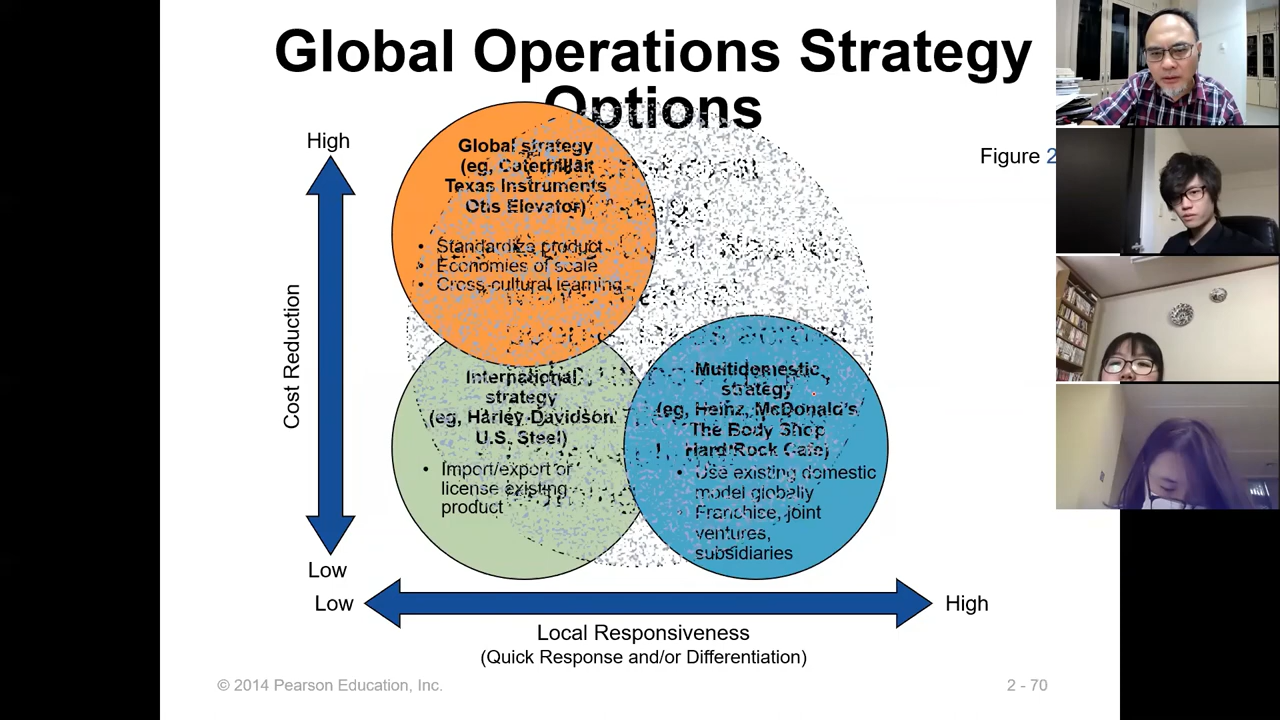 Global Operations Strategy
Options
High
Figure 2
Global strategy
(eg, Caterpillar
Texas Instruments
Otis Elevator)
• Standardize product
• Economies of scale
• Cross-cultural learning
Cost Reduction
International
strategy
(eg, Harley-Davidson
U.S. Steel)
• Import/export or
license existing
product
Multidomestic
strategy
(eg, Heinz, McDonald's
The Body Shop
Hard Rock Cafe)
• Use existing domestic
model globally
• Franchise, joint
ventures,
subsidiaries
Low
Low
High
Local Responsiveness
(Quick Response and/or Differentiation)
© 2014 Pearson Education, Inc.
2 - 70